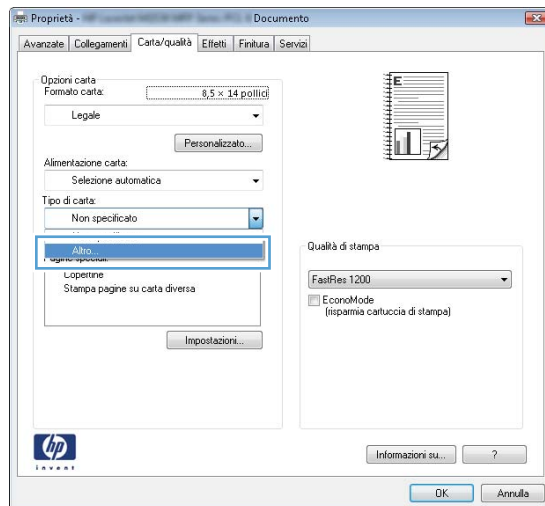 Proprietà - Documento
Avanzate Collegamenti Carta/qualità Effetti Finitura Servizi
Opzioni carta
Formato carta:
8,5 × 14 pollici
Legale
Personalizzato...
Alimentazione carta:
Selezione automatica
Tipo di carta:
Non specificato
Altro...
Pagine speciali:
Copertine
Stampa pagine su carta diversa
Impostazioni...
E
Qualità di stampa
FastRes 1200
EconoMode
(risparmia cartuccia di stampa)
hp
invent
Informazioni su...
?
OK
Annulla